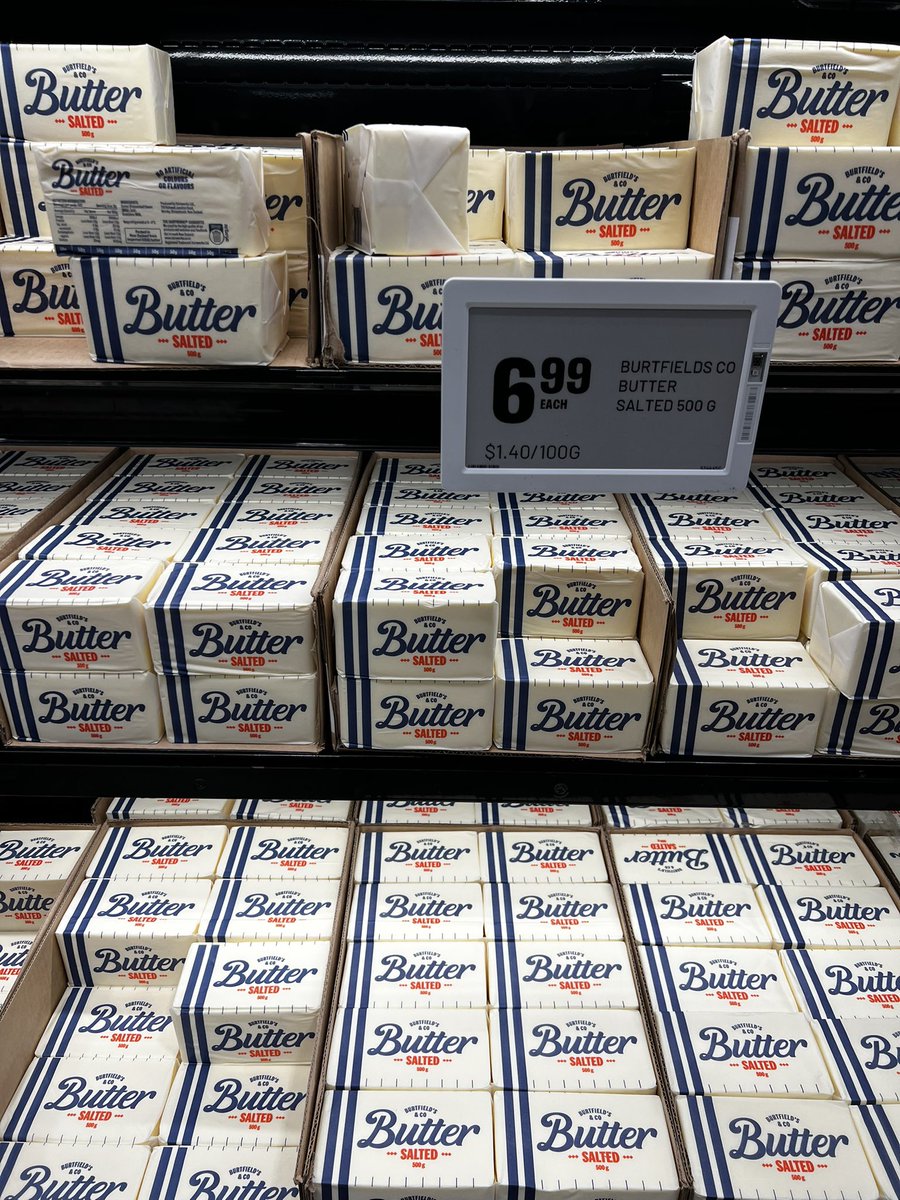 BURTFIELD'S
& CO
Butter
SALTED
500 g
NO ARTIFICIAL
COLOURS
OR FLAVOURS
6.99
EACH
$1.40/100G
BURTFIELDS CO
BUTTER
SALTED 500 G